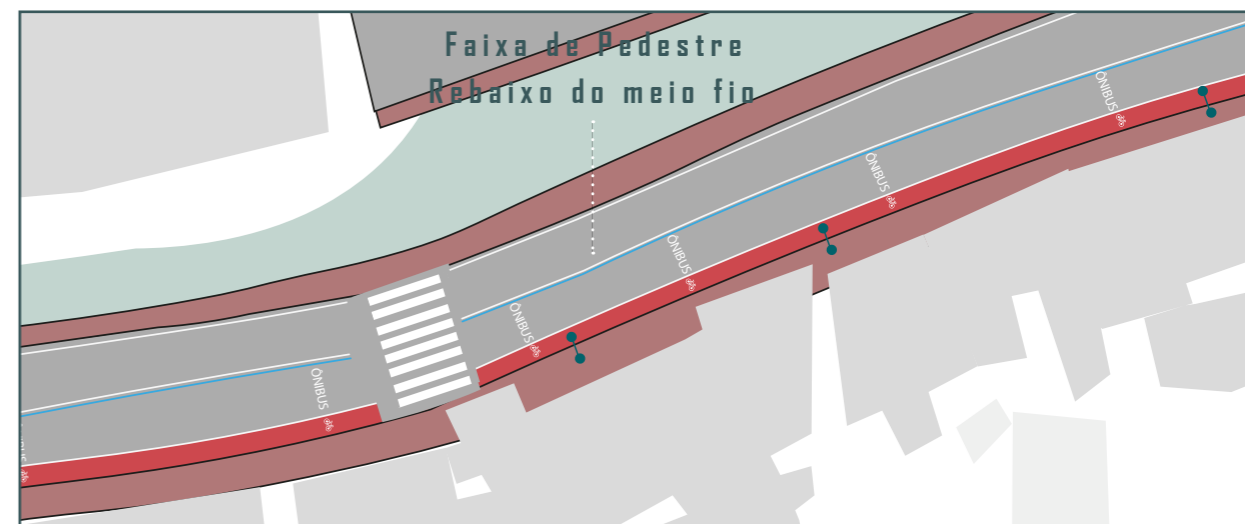 Faixa de Pedestre
Rebaixo do meio fio
ÔNIBUS
ÔNIBUS
ÔNIBUS
ÔNIBUS
ÔNIBUS